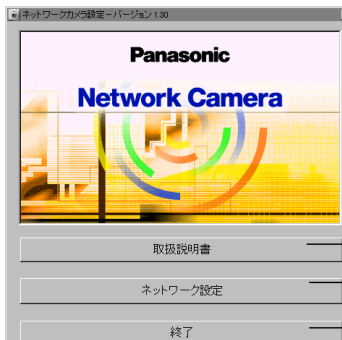 ネットワークカメラ設定－バージョン1.30
Panasonic
Network Camera
取扱説明書
ネットワーク設定
終了